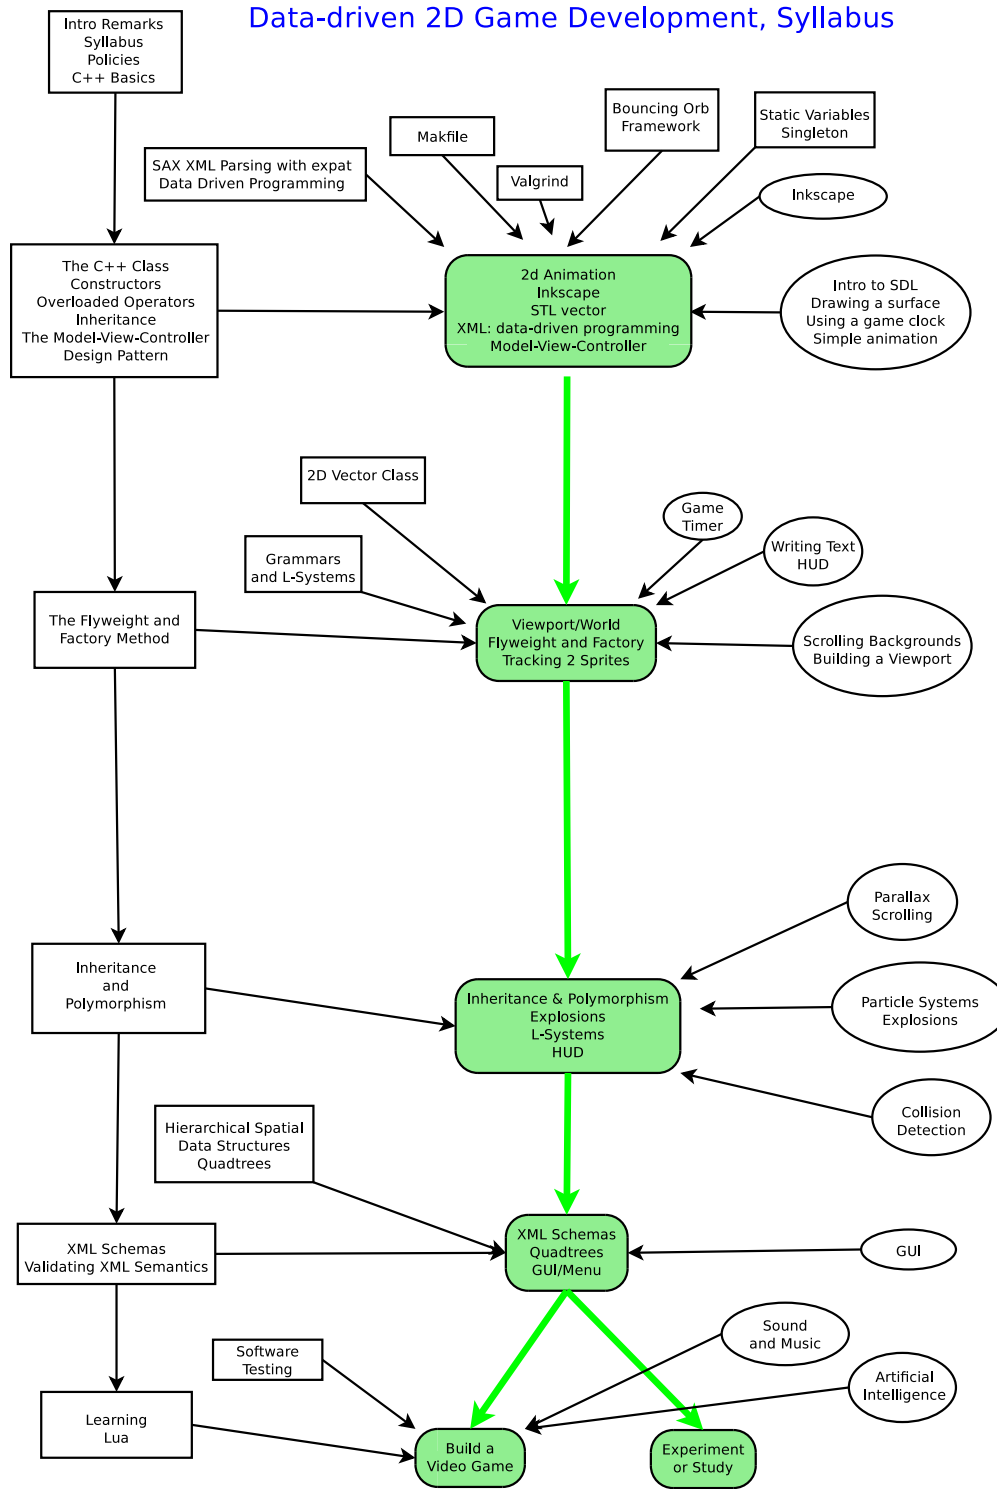 Data-driven 2D Game Development, Syllabus
Intro Remarks
Syllabus
Policies
C++ Basics
SAX XML Parsing with expat
Data Driven Programming
Makfile
Valgrind
Bouncing Orb
Framework
Static Variables
Singleton
Inkscape
The C++ Class
Constructors
Overloaded Operators
Inheritance
The Model-View-Controller
Design Pattern
2d Animation
Inkscape
STL vector
XML: data-driven programming
Model-View-Controller
Intro to SDL
Drawing a surface
Using a game clock
Simple animation
2D Vector Class
Grammars
and L-Systems
Game
Timer
Writing Text
HUD
The Flyweight and
Factory Method
Viewport/World
Flyweight and Factory
Tracking 2 Sprites
Scrolling Backgrounds
Building a Viewport
Parallax
Scrolling
Inheritance
and
Polymorphism
Inheritance & Polymorphism
Explosions
L-Systems
HUD
Particle Systems
Explosions
Collision
Detection
Hierarchical Spatial
Data Structures
Quadtrees
XML Schemas
Validating XML Semantics
XML Schemas
Quadtrees
GUI/Menu
GUI
Software
Testing
Sound
and Music
Artificial
Intelligence
Learning
Lua
Build a
Video Game
Experiment
or Study